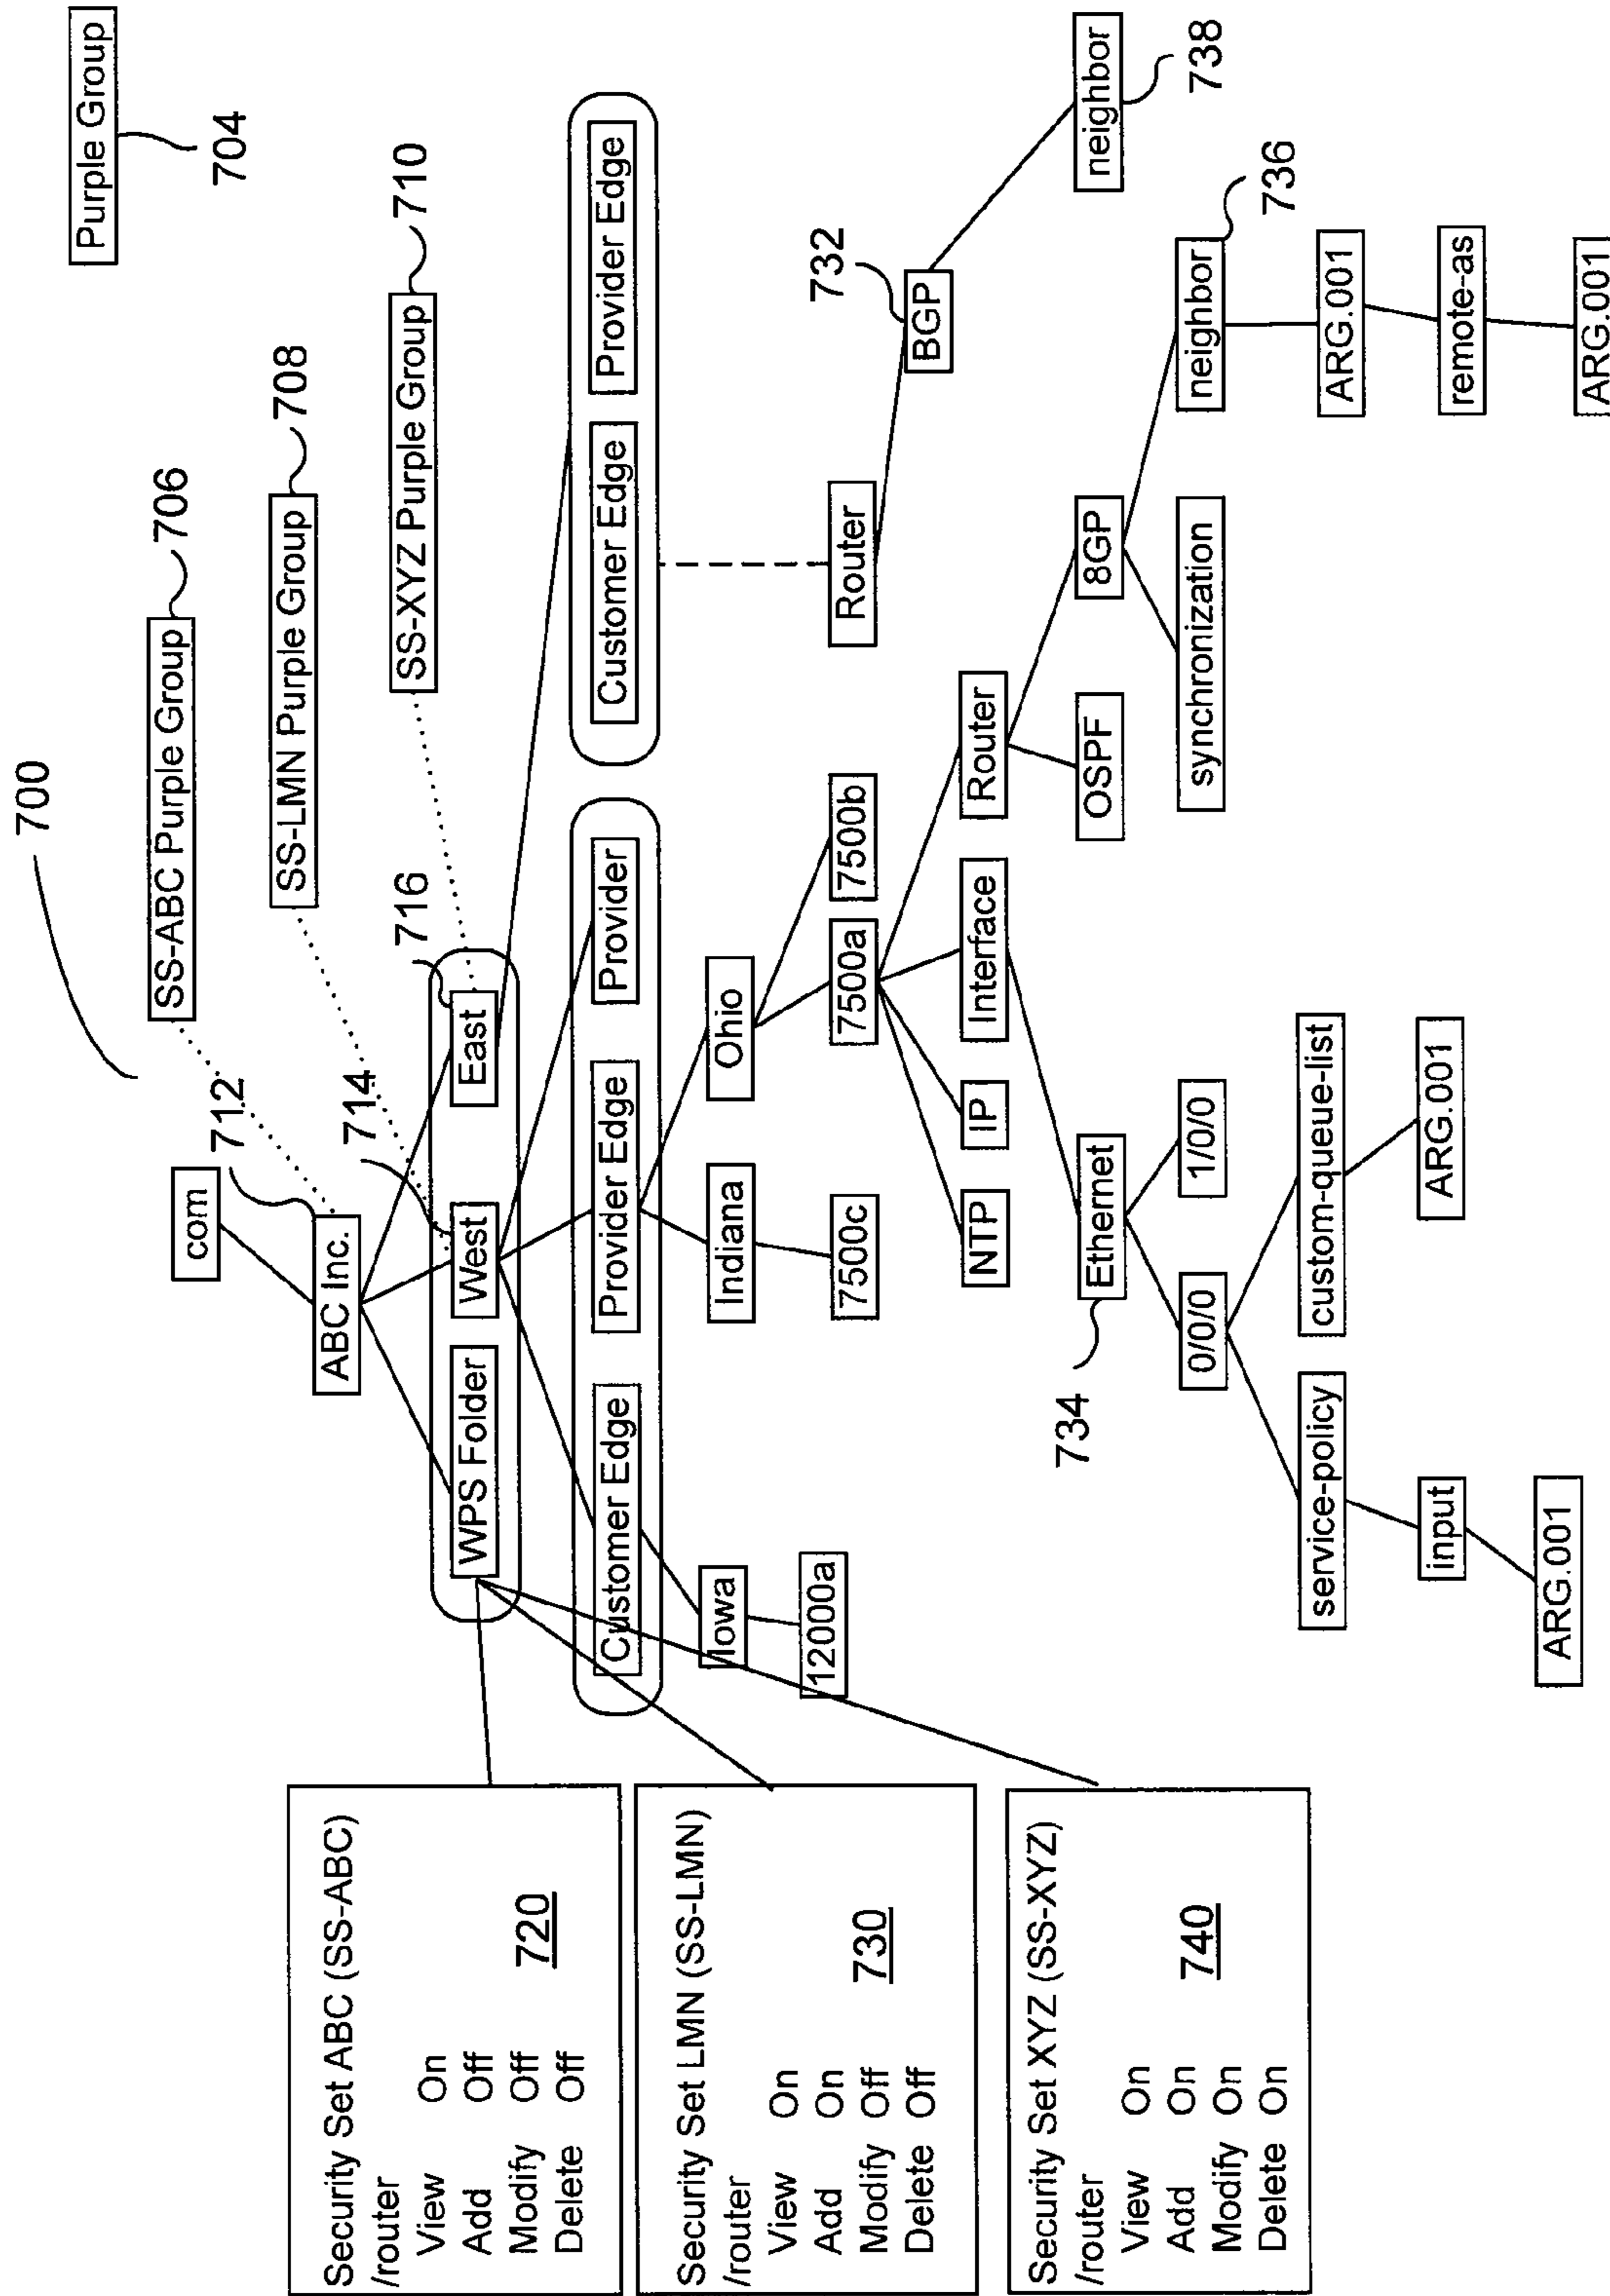 700
Purple Group
704
SS-ABC Purple Group
706
SS-LMN Purple Group
708
SS-XYZ Purple Group
710
com
712
ABC Inc.
714
716
WPS Folder
West
East
Customer Edge
Provider Edge
Provider
Customer Edge
Provider Edge
Iowa
Indiana
Ohio
12000a
7500c
7500a
7500b
Router
BGP
732
NTP
IP
Interface
Router
734
Ethernet
OSPF
8GP
neighbor
738
0/0/0
1/0/0
synchronization
neighbor
736
service-policy
custom-queue-list
ARG.001
input
ARG.001
remote-as
ARG.001
ARG.001
Security Set ABC (SS-ABC)
/router
View On
Add Off
Modify Off
Delete Off
720
Security Set LMN (SS-LMN)
/router
View On
Add On
Modify Off
Delete Off
730
Security Set XYZ (SS-XYZ)
/router
View On
Add On
Modify On
Delete On
740